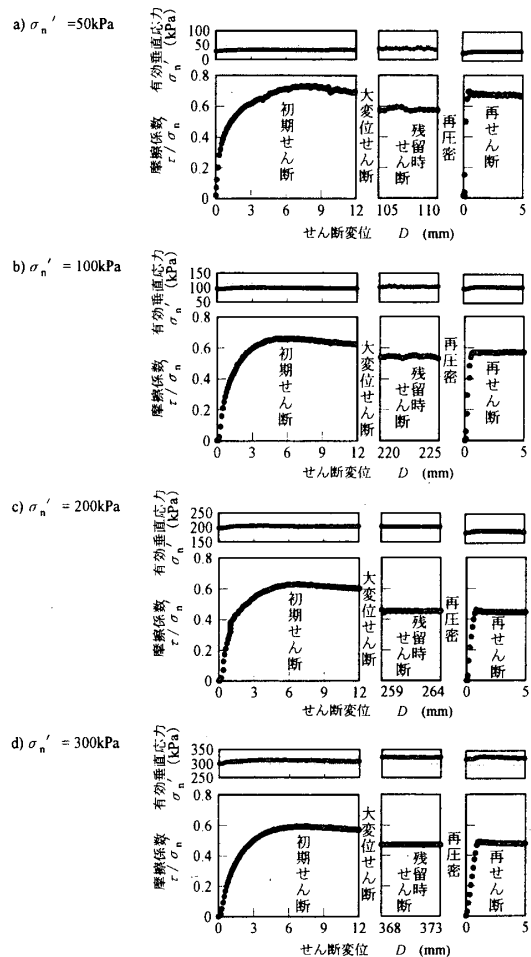 a) σn′ =50kPa
有効垂直応力
σn′ (kPa)
100
50
0
摩擦係数
τ/σn
0.8
0.6
0.4
0.2
0
初期せん断
大変位せん断
残留時
せん断
再圧密
再せん断
0 3 6 9 12 105 110 0 5
せん断変位 D (mm)
b) σn′ = 100kPa
有効垂直応力
σn′ (kPa)
150
100
50
摩擦係数
τ/σn
0.8
0.6
0.4
0.2
0
初期せん断
大変位せん断
残留時
せん断
再圧密
再せん断
0 3 6 9 12 220 225 0 5
せん断変位 D (mm)
c) σn′ = 200kPa
有効垂直応力
σn′ (kPa)
250
200
150
摩擦係数
τ/σn
0.8
0.6
0.4
0.2
0
初期せん断
大変位せん断
残留時
せん断
再圧密
再せん断
0 3 6 9 12 259 264 0 5
せん断変位 D (mm)
d) σn′ = 300kPa
有効垂直応力
σn′ (kPa)
350
300
250
摩擦係数
τ/σn
0.8
0.6
0.4
0.2
0
初期せん断
大変位せん断
残留時
せん断
再圧密
再せん断
0 3 6 9 12 368 373 0 5
せん断変位 D (mm)